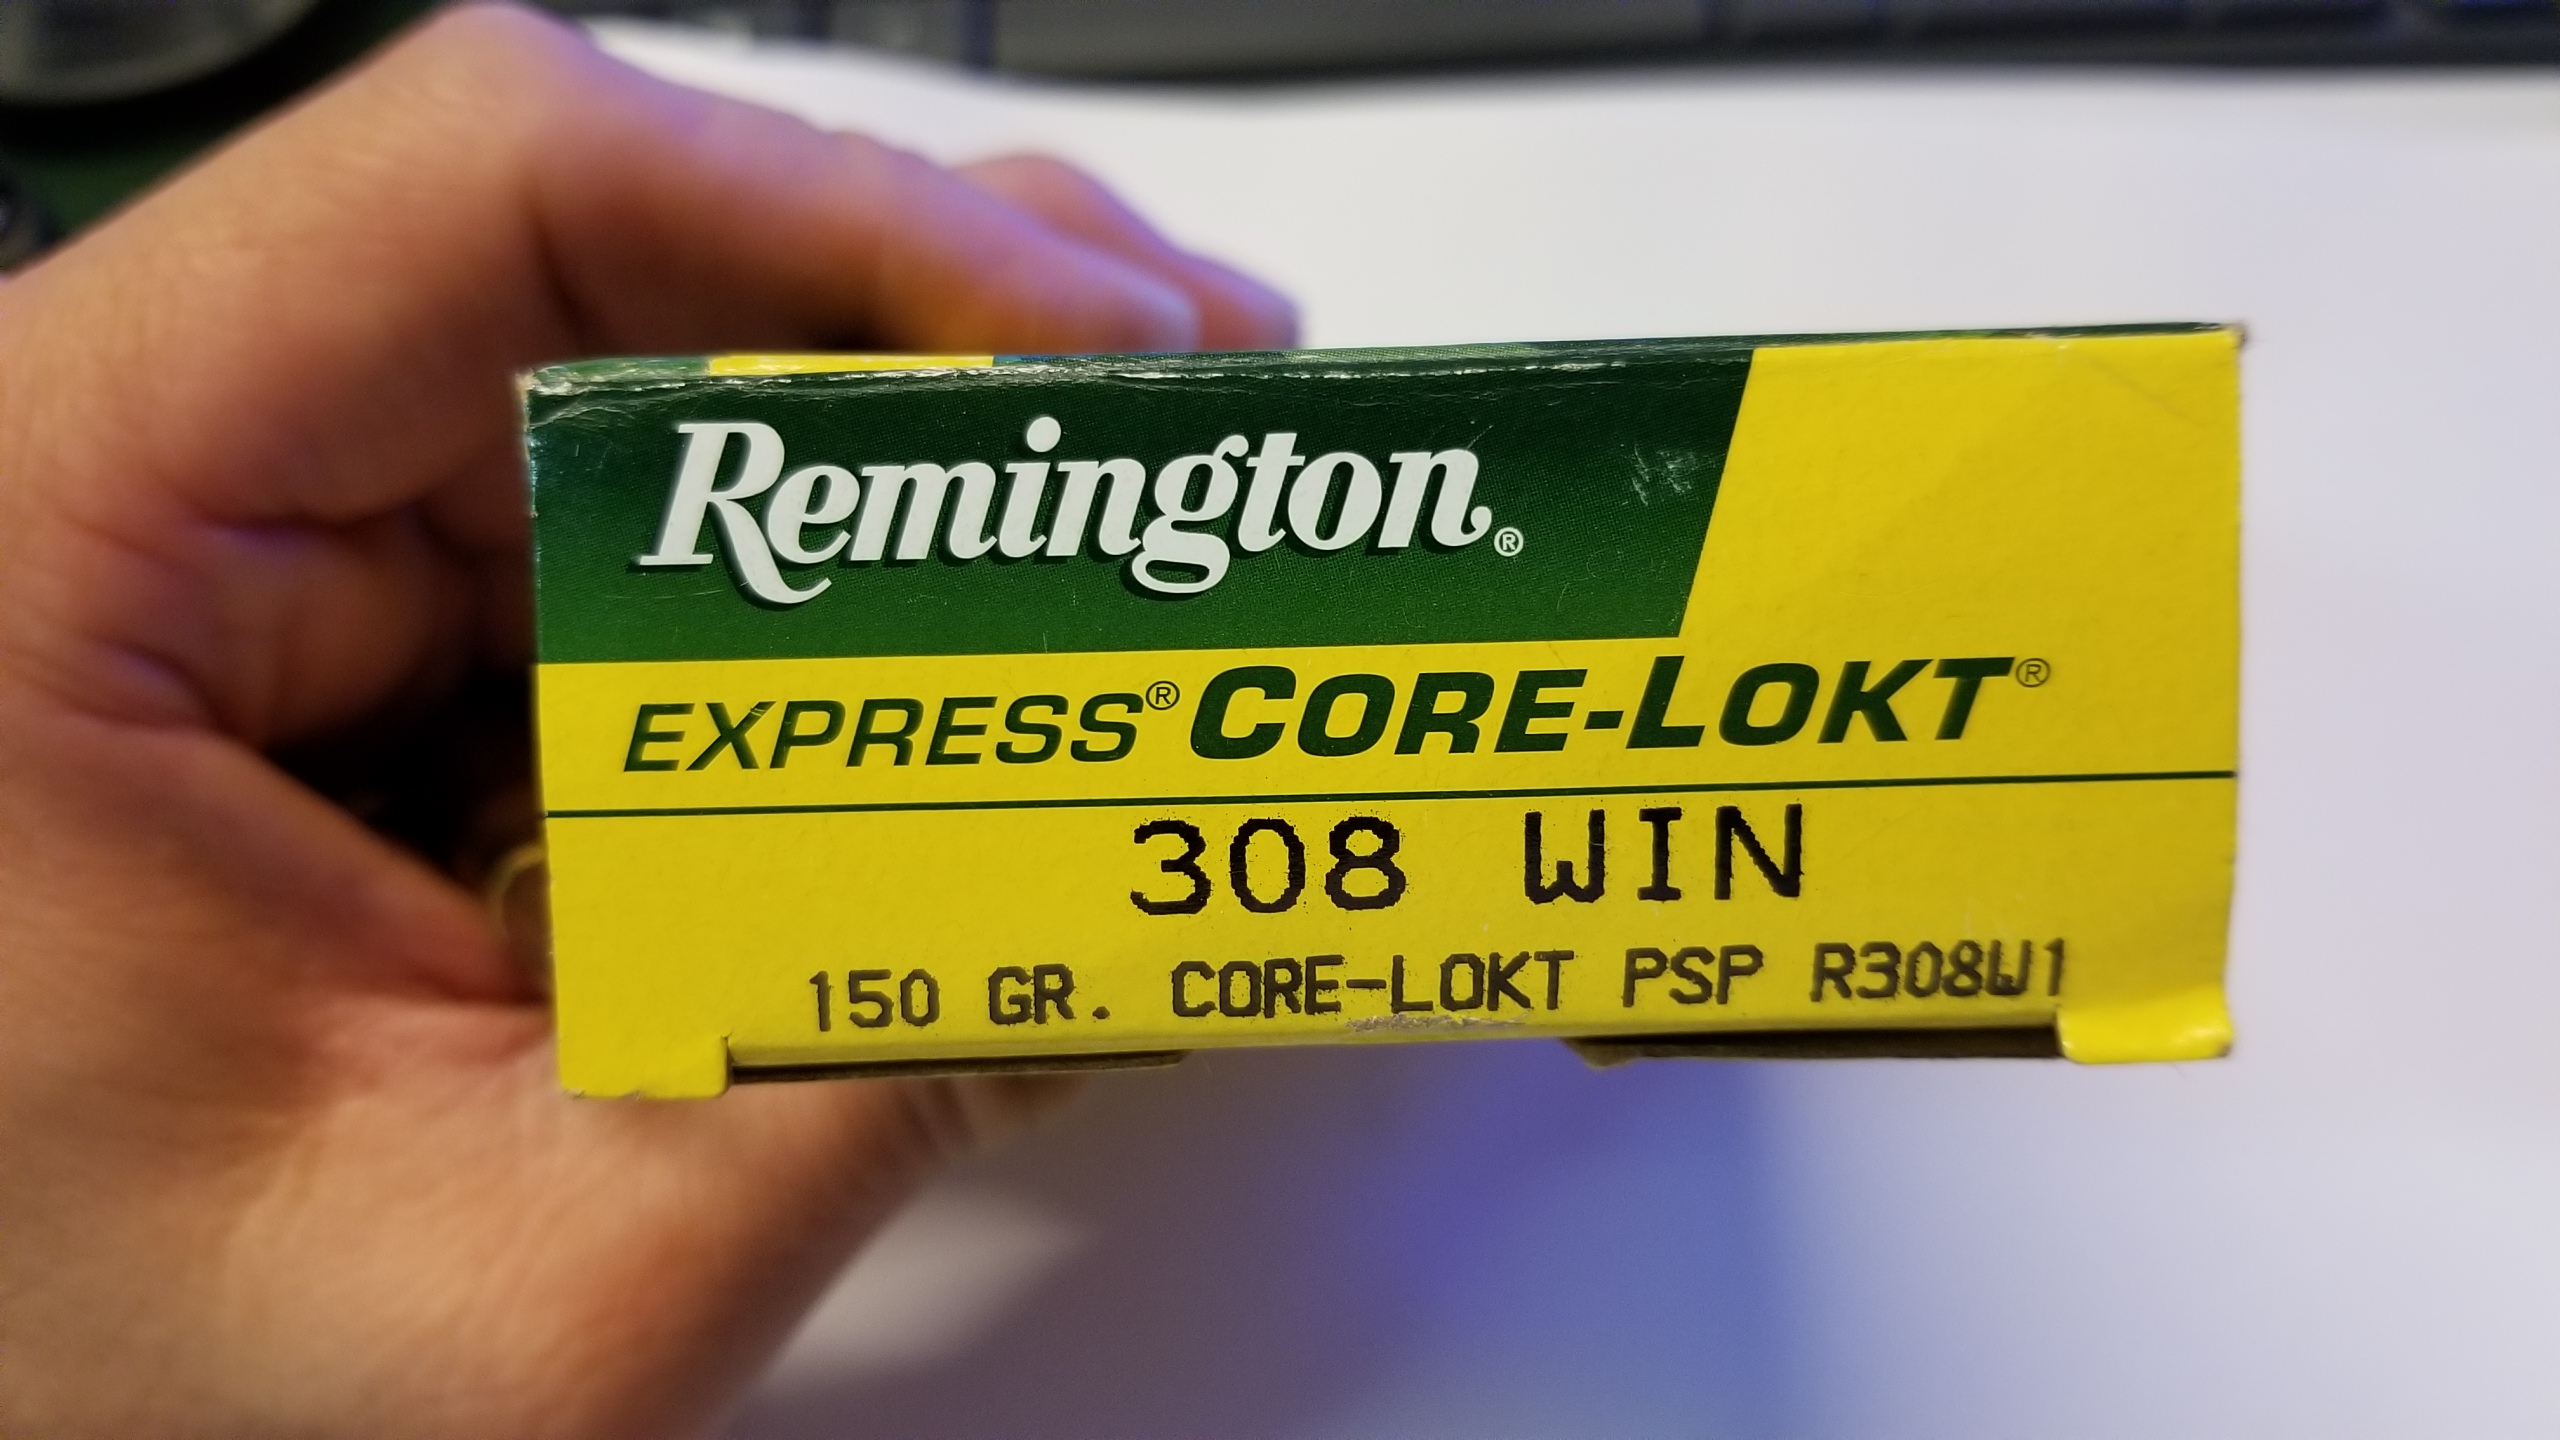 Remington®
EXPRESS® CORE-LOKT®
308 WIN
150 GR. CORE-LOKT PSP R308W1